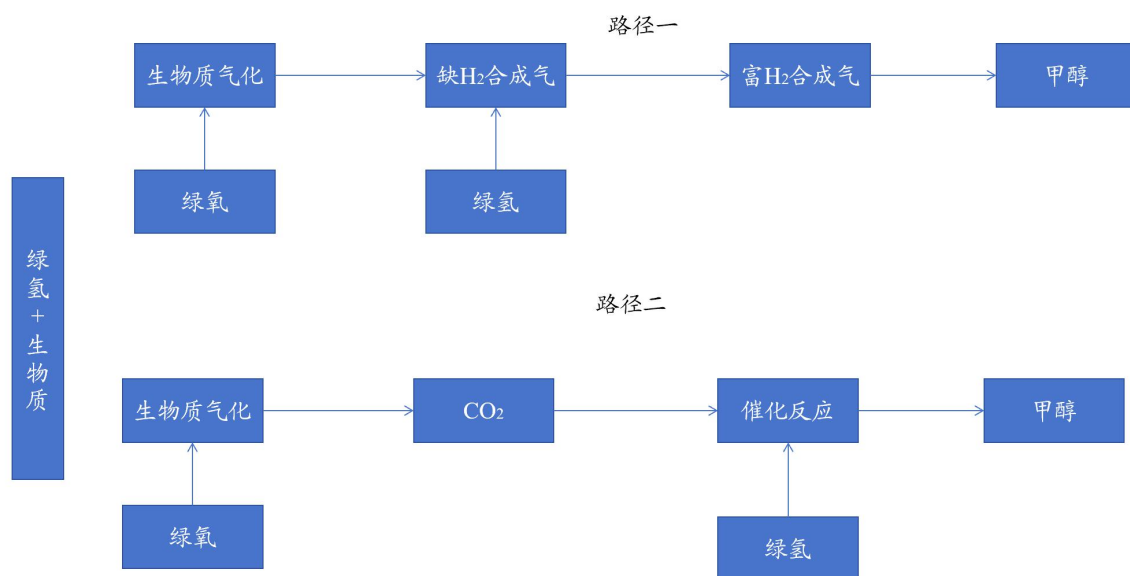 路径一
生物质气化
缺H₂合成气
富H₂合成气
甲醇
绿氧
绿氢
绿氢+生物质
路径二
生物质气化
CO₂
催化反应
甲醇
绿氧
绿氢